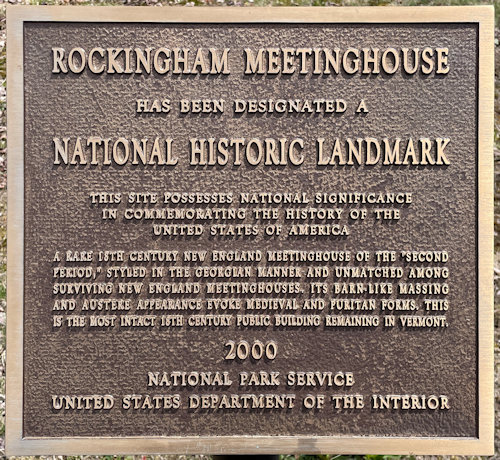 ROCKINGHAM MEETINGHOUSE
HAS BEEN DESIGNATED A
NATIONAL HISTORIC LANDMARK
THIS SITE POSSESSES NATIONAL SIGNIFICANCE
IN COMMEMORATING THE HISTORY OF THE
UNITED STATES OF AMERICA
A RARE 18TH CENTURY NEW ENGLAND MEETINGHOUSE OF THE "SECOND
PERIOD," STYLED IN THE GEORGIAN MANNER AND UNMATCHED AMONG
SURVIVING NEW ENGLAND MEETINGHOUSES. ITS BARN-LIKE MASSING
AND AUSTERE APPEARANCE EVOKE MEDIEVAL AND PURITAN FORMS. THIS
IS THE MOST INTACT 18TH CENTURY PUBLIC BUILDING REMAINING IN VERMONT.
2000
NATIONAL PARK SERVICE
UNITED STATES DEPARTMENT OF THE INTERIOR